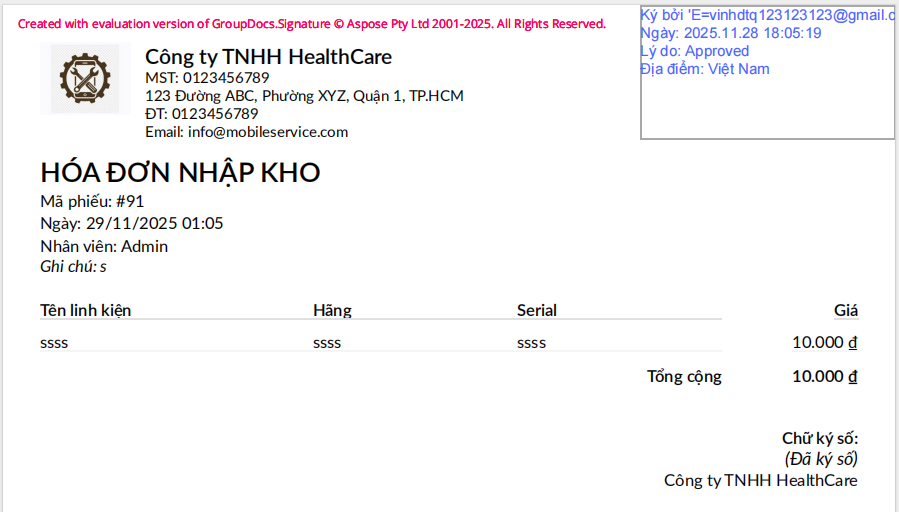 Created with evaluation version of GroupDocs.Signature © Aspose Pty Ltd 2001-2025. All Rights Reserved.
Ký bởi 'E=vinhdtq123123123@gmail.c
Ngày: 2025.11.28 18:05:19
Lý do: Approved
Địa điểm: Việt Nam
Công ty TNHH HealthCare
MST: 0123456789
123 Đường ABC, Phường XYZ, Quận 1, TP.HCM
ĐT: 0123456789
Email: info@mobileservice.com
HÓA ĐƠN NHẬP KHO
Mã phiếu: #91
Ngày: 29/11/2025 01:05
Nhân viên: Admin
Ghi chú: s
Tên linh kiện Hãng Serial Giá
ssss ssss ssss 10.000 ₫
Tổng cộng 10.000 ₫
Chữ ký số:
(Đã ký số)
Công ty TNHH HealthCare